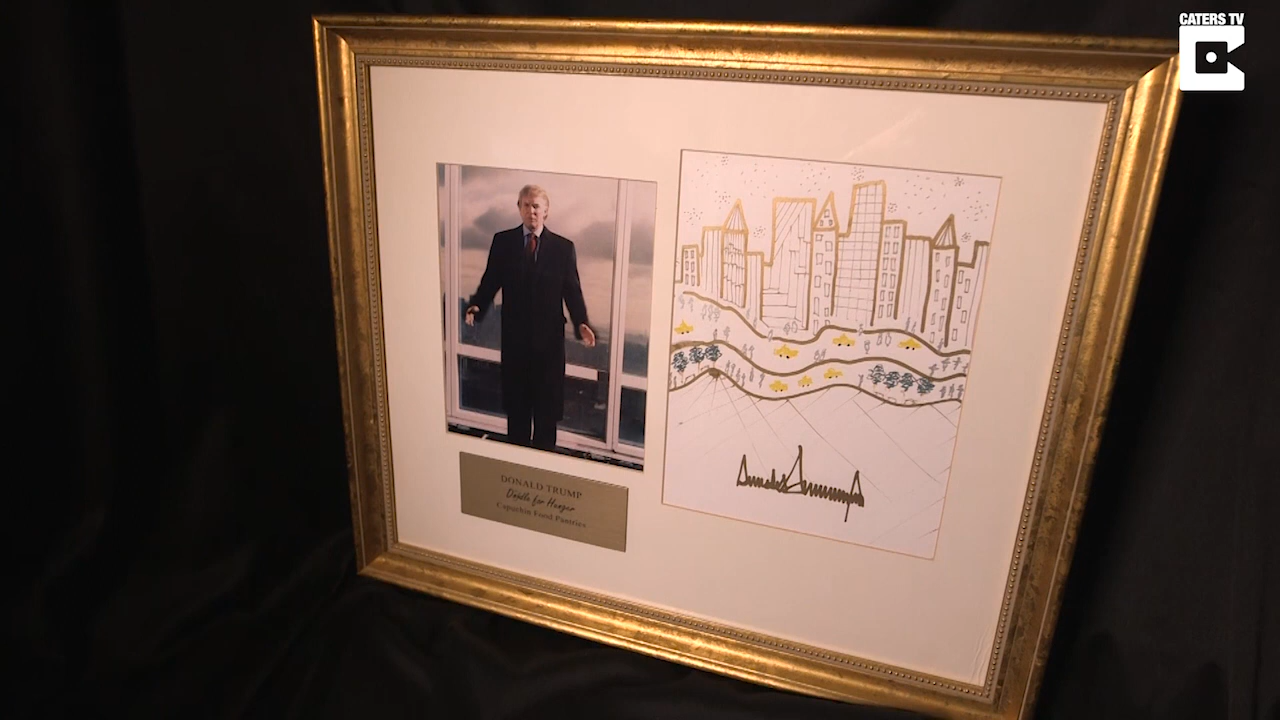 CATERS TV
DONALD TRUMP
Doodle for Hunger
Capuchin Food Pantries